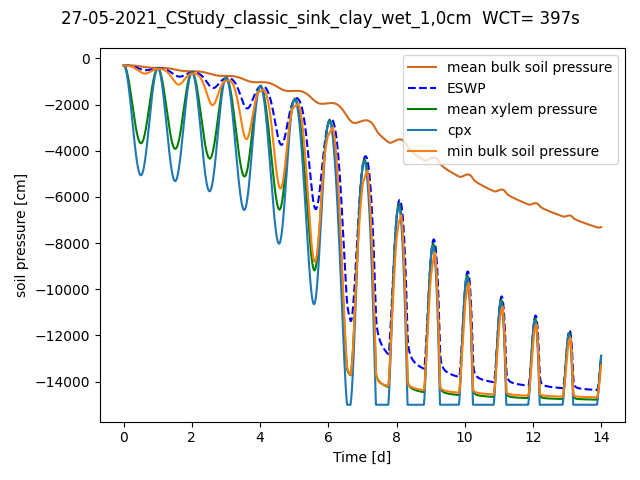 27-05-2021_CStudy_classic_sink_clay_wet_1,0cm  WCT= 397s
soil pressure [cm]
0
−2000
−4000
−6000
−8000
−10000
−12000
−14000
mean bulk soil pressure
ESWP
mean xylem pressure
cpx
min bulk soil pressure
0 2 4 6 8 10 12 14
Time [d]